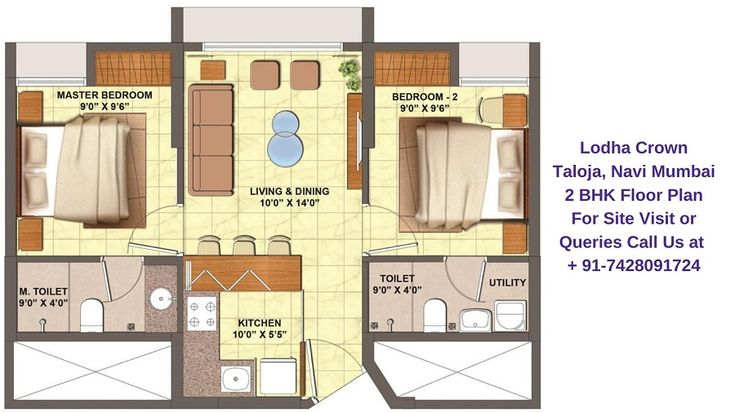 MASTER BEDROOM
9'0" X 9'6"
BEDROOM - 2
9'0" X 9'6"
LIVING & DINING
10'0" X 14'0"
M. TOILET
9'0" X 4'0"
KITCHEN
10'0" X 5'5"
TOILET
9'0" X 4'0"
UTILITY
Lodha Crown
Taloja, Navi Mumbai
2 BHK Floor Plan
For Site Visit or
Queries Call Us at
+ 91-7428091724